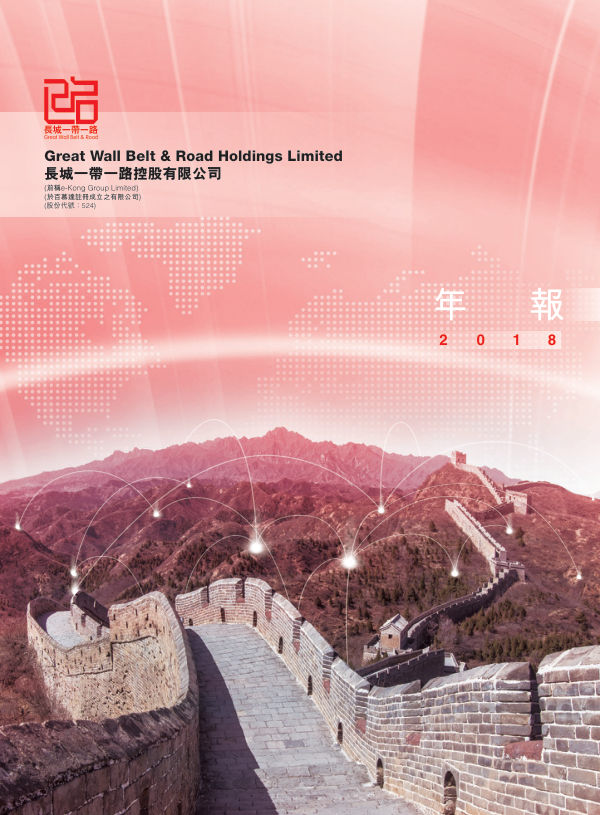 長城一帶一路
Great Wall Belt & Road
Great Wall Belt & Road Holdings Limited
長城一帶一路控股有限公司
(前稱e-Kong Group Limited)
(於百慕達註冊成立之有限公司)
(股份代號：524)
年 報
2 0 1 8